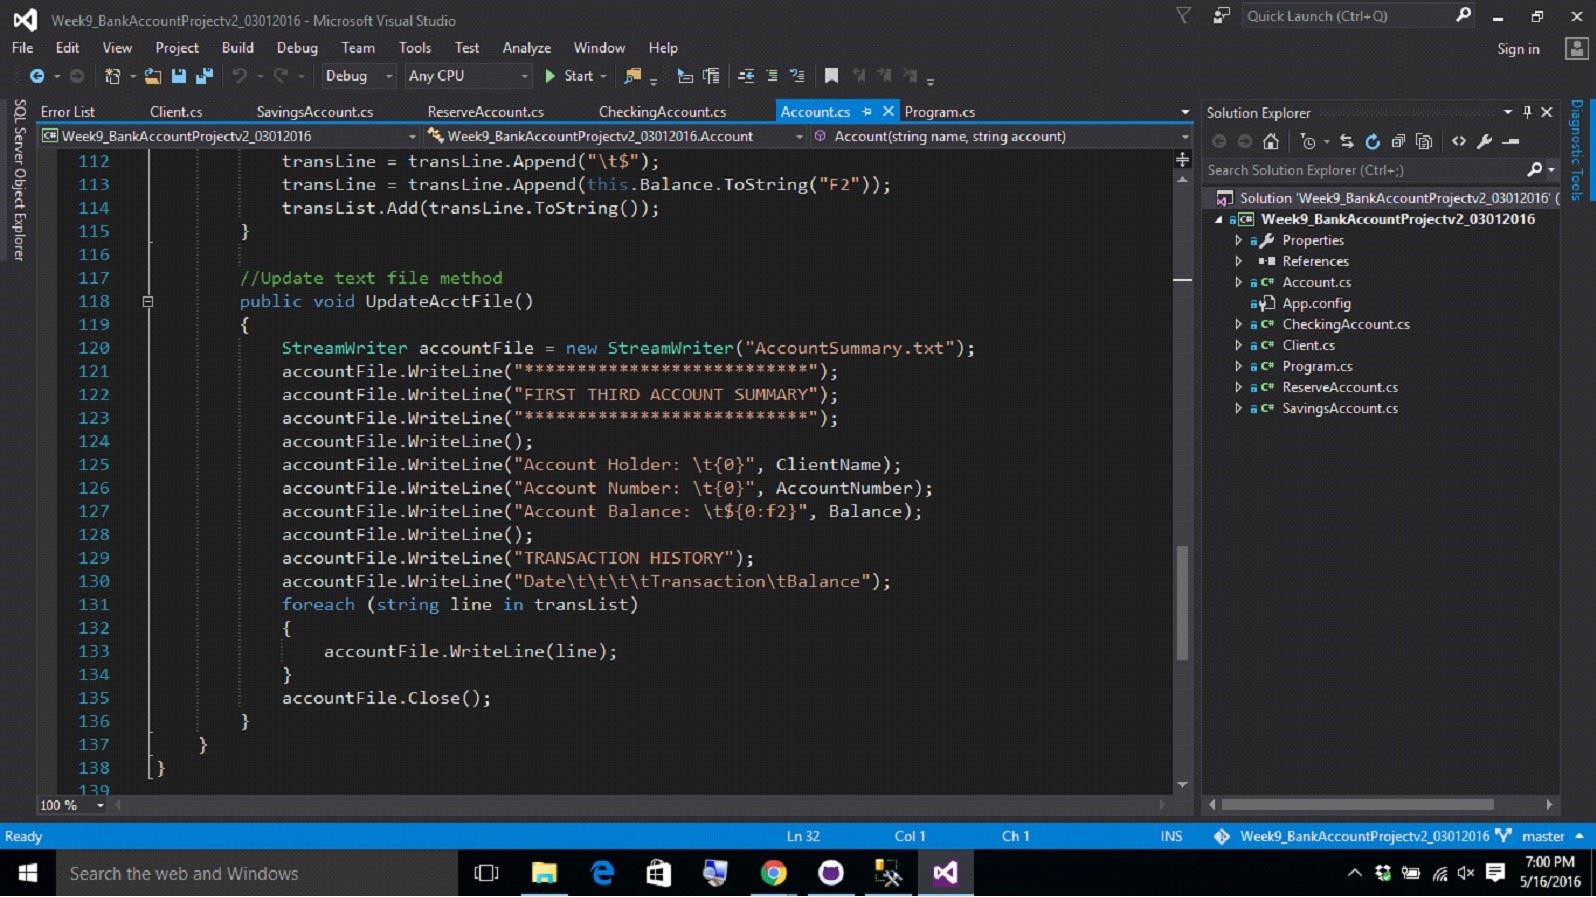 Week9_BankAccountProjectv2_03012016 - Microsoft Visual Studio
Quick Launch (Ctrl+Q)
File Edit View Project Build Debug Team Tools Test Analyze Window Help
Sign in
Debug Any CPU Start
SQL Server Object Explorer
Error List Client.cs SavingsAccount.cs ReserveAccount.cs CheckingAccount.cs Account.cs Program.cs
Week9_BankAccountProjectv2_03012016 Week9_BankAccountProjectv2_03012016.Account Account(string name, string account)
112 transLine = transLine.Append("\t$");
113 transLine = transLine.Append(this.Balance.ToString("F2"));
114 transList.Add(transLine.ToString());
115 }
116
117 //Update text file method
118 public void UpdateAcctFile()
119 {
120 StreamWriter accountFile = new StreamWriter("AccountSummary.txt");
121 accountFile.WriteLine("***************************");
122 accountFile.WriteLine("FIRST THIRD ACCOUNT SUMMARY");
123 accountFile.WriteLine("***************************");
124 accountFile.WriteLine();
125 accountFile.WriteLine("Account Holder: \t{0}", ClientName);
126 accountFile.WriteLine("Account Number: \t{0}", AccountNumber);
127 accountFile.WriteLine("Account Balance: \t${0:f2}", Balance);
128 accountFile.WriteLine();
129 accountFile.WriteLine("TRANSACTION HISTORY");
130 accountFile.WriteLine("Date\t\t\t\tTransaction\tBalance");
131 foreach (string line in transList)
132 {
133 accountFile.WriteLine(line);
134 }
135 accountFile.Close();
136 }
137 }
138 }
139
100 %
Solution Explorer
Search Solution Explorer (Ctrl+;)
Solution 'Week9_BankAccountProjectv2_03012016' (
Week9_BankAccountProjectv2_03012016
Properties
References
C# Account.cs
App.config
C# CheckingAccount.cs
C# Client.cs
C# Program.cs
C# ReserveAccount.cs
C# SavingsAccount.cs
Diagnostic Tools
Ready Ln 32 Col 1 Ch 1 INS Week9_BankAccountProjectv2_03012016 master
Search the web and Windows
7:00 PM
5/16/2016